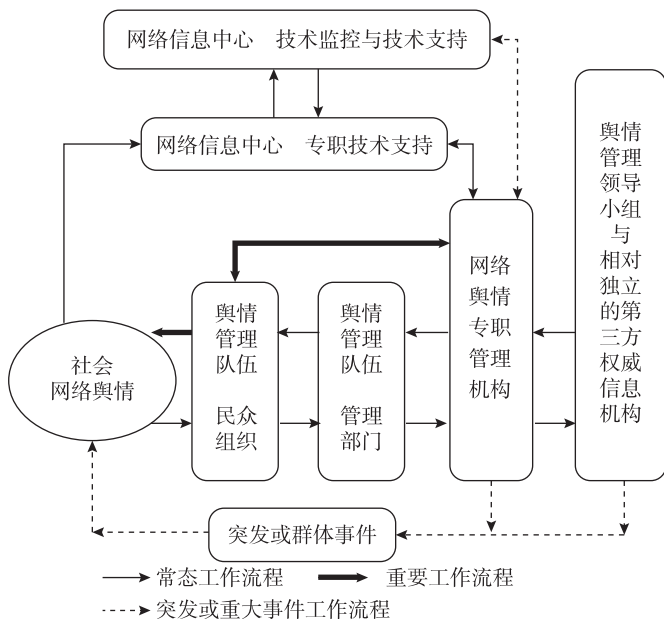 网络信息中心　技术监控与技术支持
网络信息中心　专职技术支持
社会
网络舆情
舆情
管理
队伍
民众
组织
舆情
管理
队伍
管理
部门
网络
舆情
专职
管理
机构
舆情
管理
领导
小组
与
相对
独立
的第
三方
权威
信息
机构
突发或群体事件
常态工作流程
重要工作流程
突发或重大事件工作流程